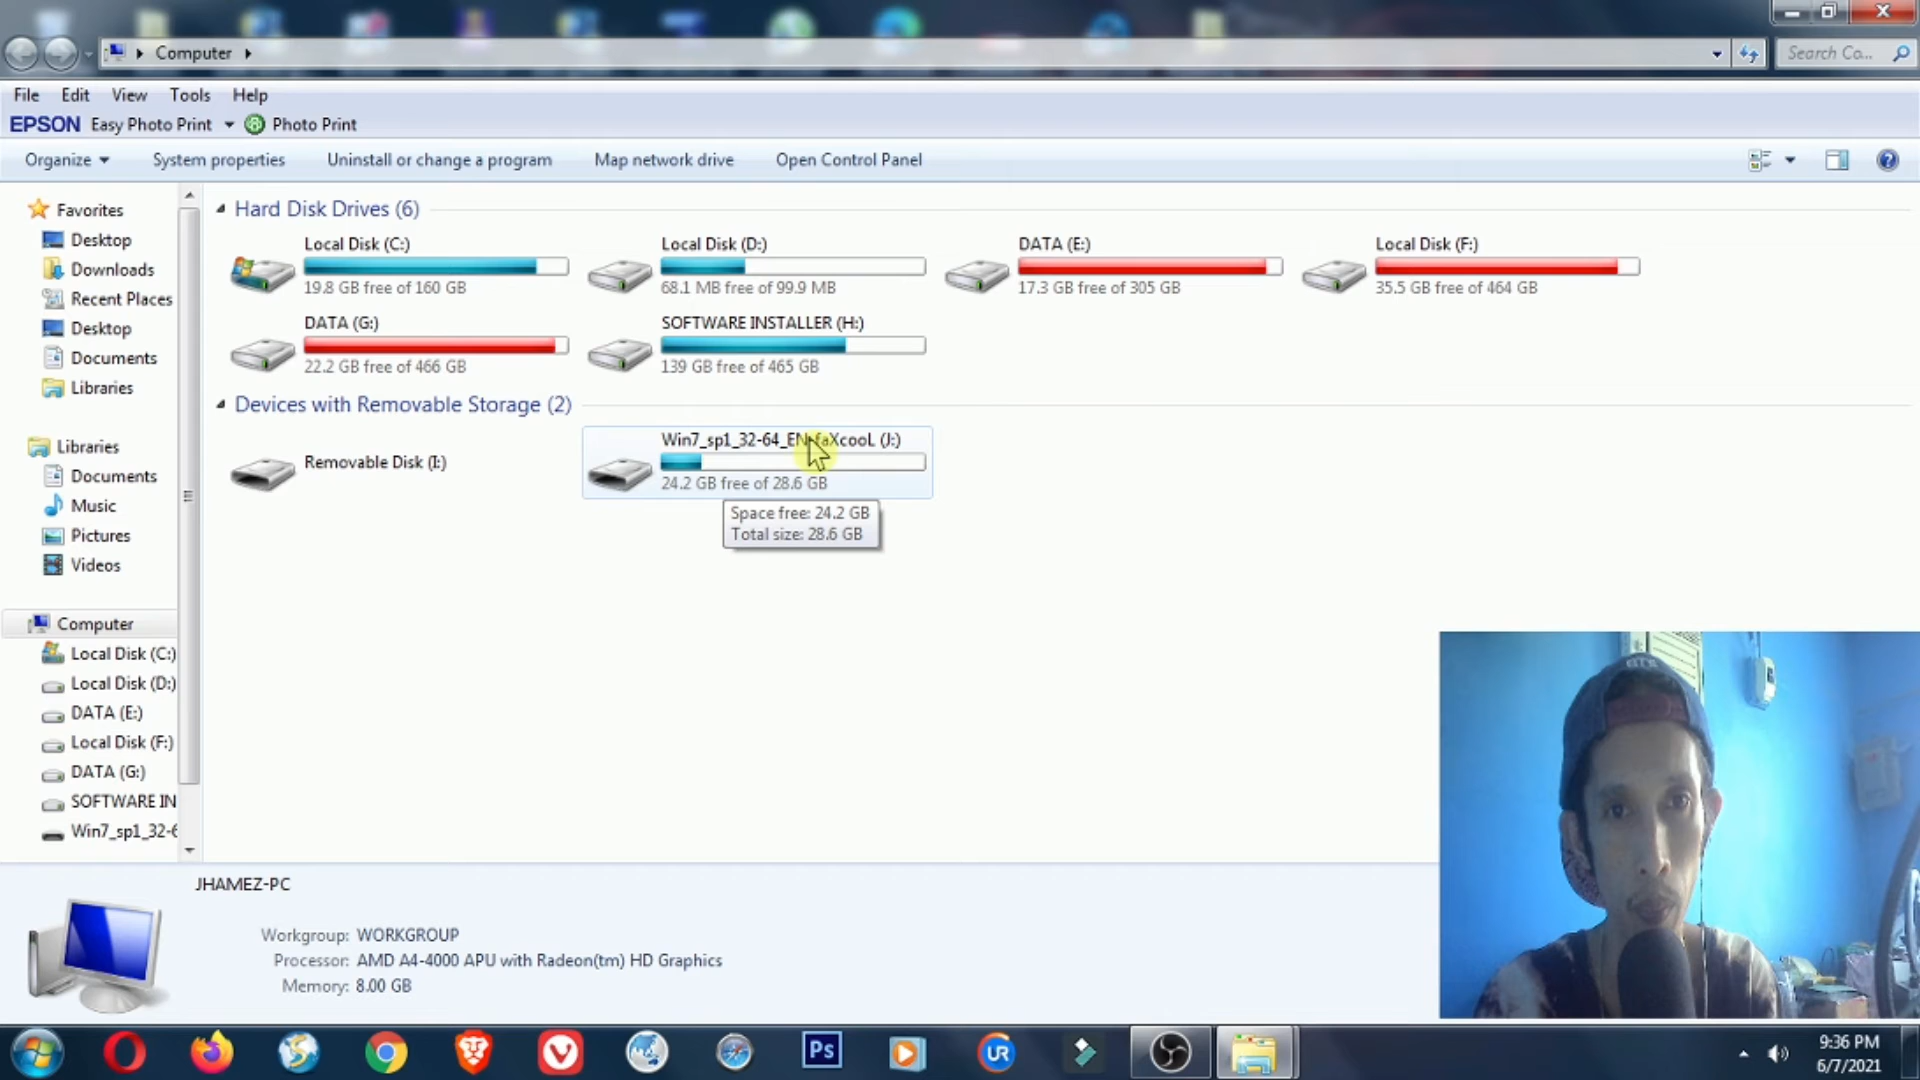 Computer
Search Co...
File Edit View Tools Help
EPSON Easy Photo Print Photo Print
Organize System properties Uninstall or change a program Map network drive Open Control Panel
Favorites
Desktop
Downloads
Recent Places
Desktop
Documents
Libraries
Libraries
Documents
Music
Pictures
Videos
Computer
Local Disk (C:)
Local Disk (D:)
DATA (E:)
Local Disk (F:)
DATA (G:)
SOFTWARE IN
Win7_sp1_32-6
Hard Disk Drives (6)
Local Disk (C:)
19.8 GB free of 160 GB
Local Disk (D:)
68.1 MB free of 99.9 MB
DATA (E:)
17.3 GB free of 305 GB
Local Disk (F:)
35.5 GB free of 464 GB
DATA (G:)
22.2 GB free of 466 GB
SOFTWARE INSTALLER (H:)
139 GB free of 465 GB
Devices with Removable Storage (2)
Removable Disk (I:)
Win7_sp1_32-64_EN-faXcooL (J:)
24.2 GB free of 28.6 GB
Space free: 24.2 GB
Total size: 28.6 GB
JHAMEZ-PC
Workgroup: WORKGROUP
Processor: AMD A4-4000 APU with Radeon(tm) HD Graphics
Memory: 8.00 GB
Ps
UR
9:36 PM
6/7/2021